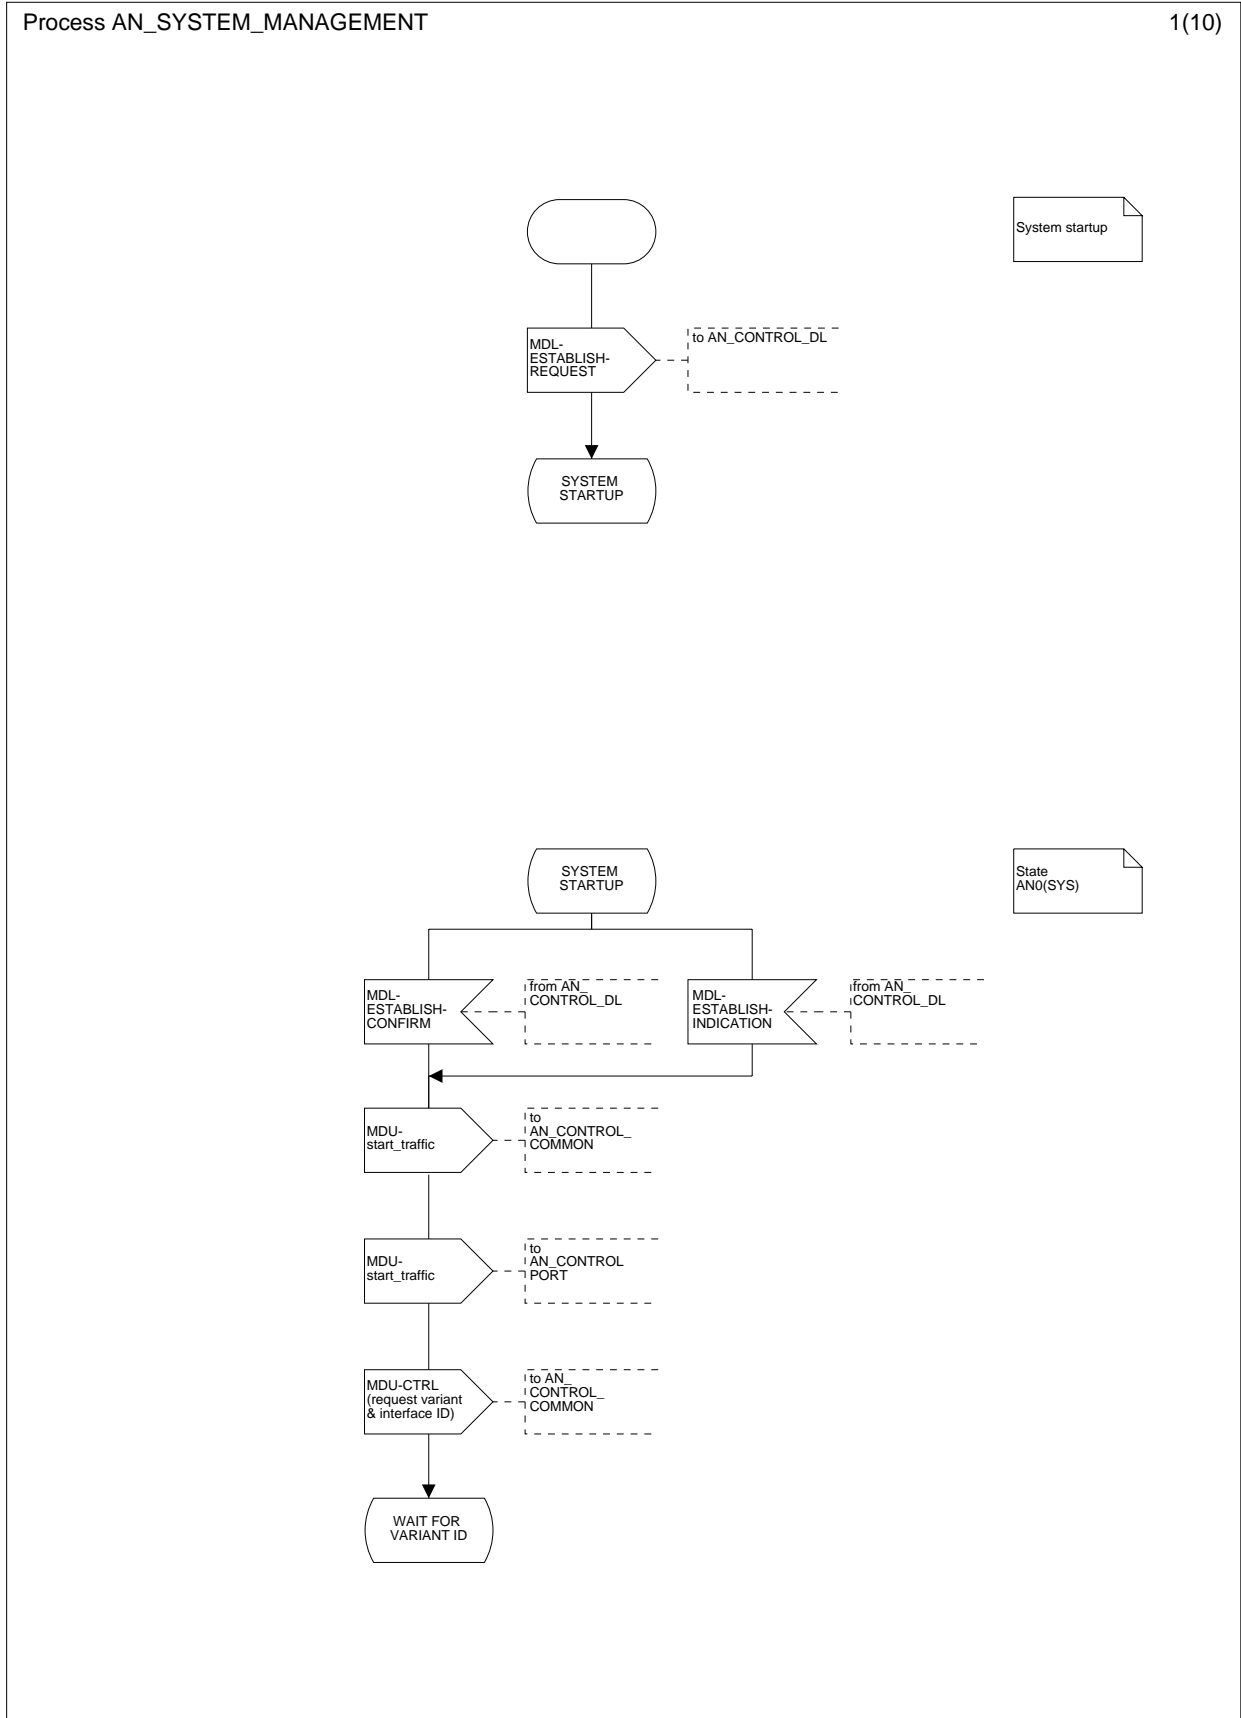 Process AN_SYSTEM_MANAGEMENT
1(10)
System startup
MDL-
ESTABLISH-
REQUEST
to AN_CONTROL_DL
SYSTEM
STARTUP
SYSTEM
STARTUP
State
AN0(SYS)
MDL-
ESTABLISH-
CONFIRM
from AN_
CONTROL_DL
MDL-
ESTABLISH-
INDICATION
from AN_
CONTROL_DL
MDU-
start_traffic
to
AN_CONTROL_
COMMON
MDU-
start_traffic
to
AN_CONTROL
PORT
MDU-CTRL
(request variant
& interface ID)
to AN_
CONTROL_
COMMON
WAIT FOR
VARIANT ID